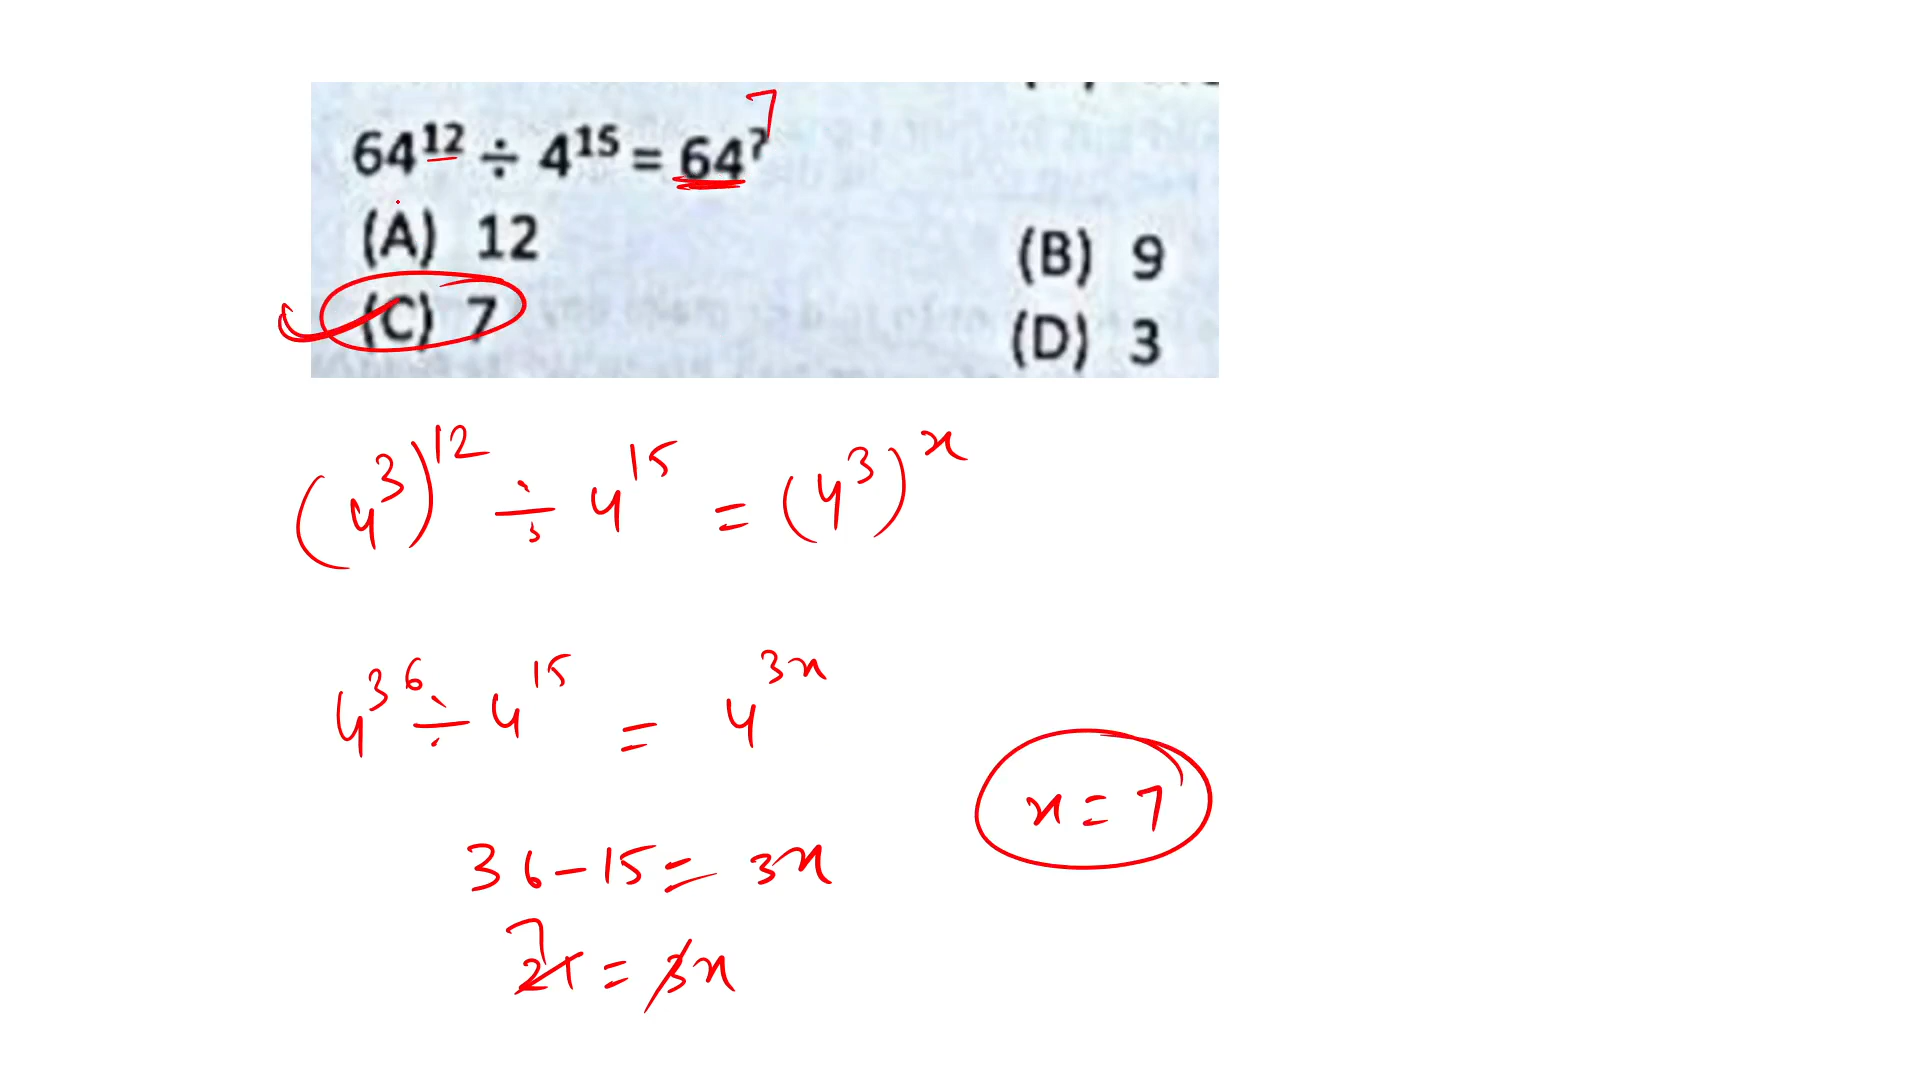 64¹² ÷ 4¹⁵ = 64^? 7
(A) 12
(B) 9
(C) 7
(D) 3
(4³)¹² ÷ 4¹⁵ = (4³)ˣ
4³⁶ ÷ 4¹⁵ = 4³ˣ
x = 7
36 - 15 = 3x
7
21 = 3x